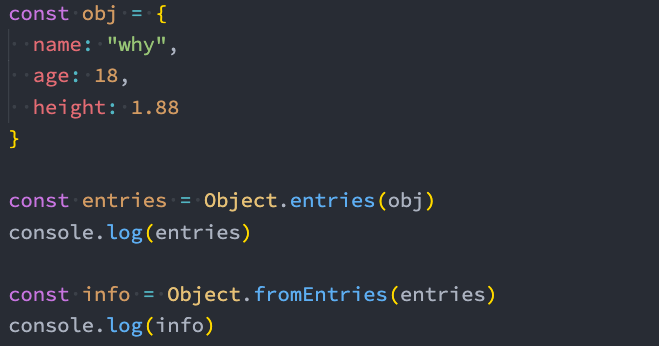 const obj = {
  name: "why",
  age: 18,
  height: 1.88
}
const entries = Object.entries(obj)
console.log(entries)
const info = Object.fromEntries(entries)
console.log(info)